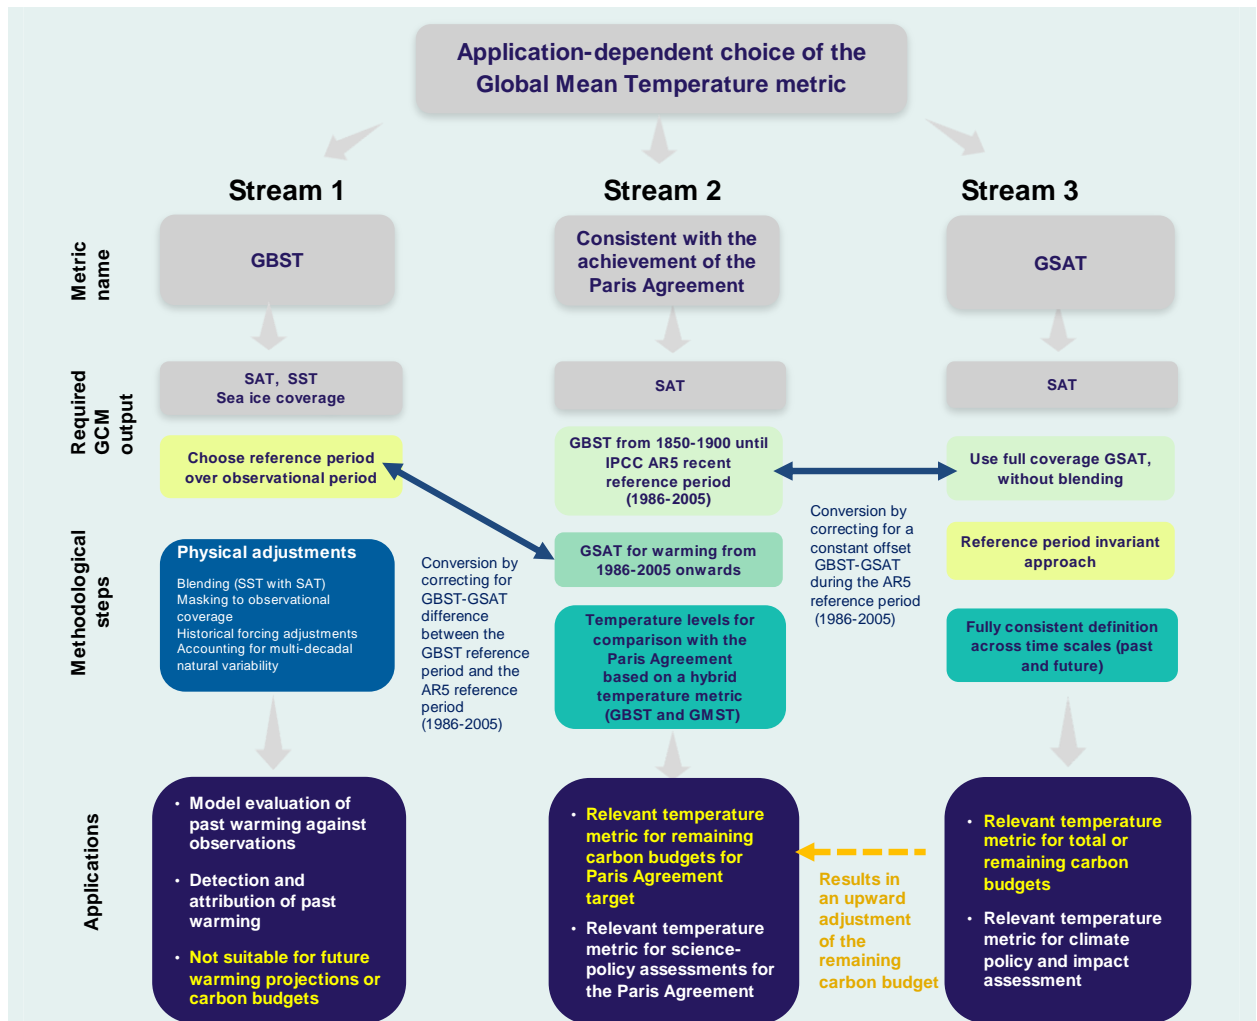 Application-dependent choice of the
Global Mean Temperature metric
Stream 1
Stream 2
Stream 3
Metric
name
GBST
Consistent with the
achievement of the
Paris Agreement
GSAT
Required
GCM
output
SAT, SST
Sea ice coverage
SAT
SAT
Methodological
steps
Choose reference period
over observational period
GBST from 1850-1900 until
IPCC AR5 recent
reference period
(1986-2005)
Use full coverage GSAT,
without blending
Physical adjustments
Blending (SST with SAT)
Masking to observational
coverage
Historical forcing adjustments
Accounting for multi-decadal
natural variability
Conversion by
correcting for
GBST-GSAT
difference
between the
GBST reference
period and the
AR5 reference
period
(1986-2005)
GSAT for warming from
1986-2005 onwards
Temperature levels for
comparison with the
Paris Agreement
based on a hybrid
temperature metric
(GBST and GMST)
Conversion by
correcting for a
constant offset
GBST-GSAT
during the AR5
reference period
(1986-2005)
Reference period invariant
approach
Fully consistent definition
across time scales (past
and future)
Applications
• Model evaluation of
past warming against
observations
• Detection and
attribution of past
warming
• Not suitable for future
warming projections or
carbon budgets
• Relevant temperature
metric for remaining
carbon budgets for
Paris Agreement
target
• Relevant temperature
metric for science-
policy assessments for
the Paris Agreement
Results in
an upward
adjustment
of the
remaining
carbon budget
• Relevant temperature
metric for total or
remaining carbon
budgets
• Relevant temperature
metric for climate
policy and impact
assessment